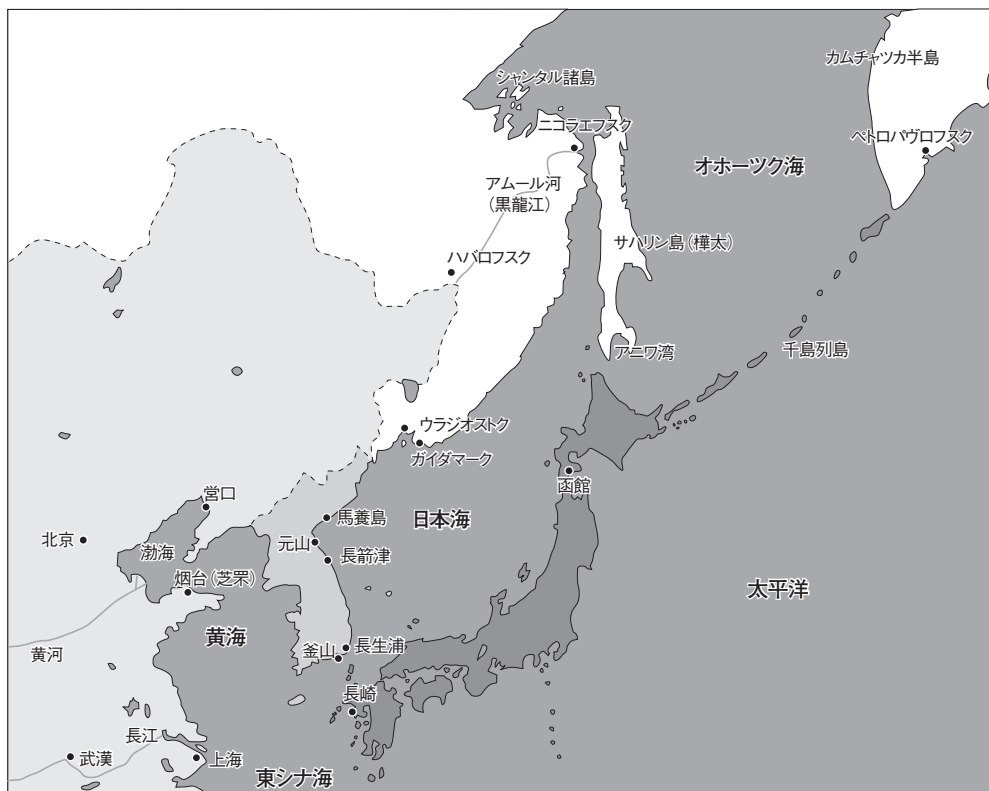 カムチャツカ半島
シャンタル諸島
ニコラエフスク
ペトロパヴロフスク
オホーツク海
アムール河
(黒龍江)
サハリン島(樺太)
ハバロフスク
アニワ湾
千島列島
ウラジオストク
ガイダマーク
函館
営口
馬養島
日本海
北京
元山
渤海
長箭津
烟台(芝罘)
太平洋
黄海
長生浦
釜山
黄河
長崎
長江
武漢
上海
東シナ海